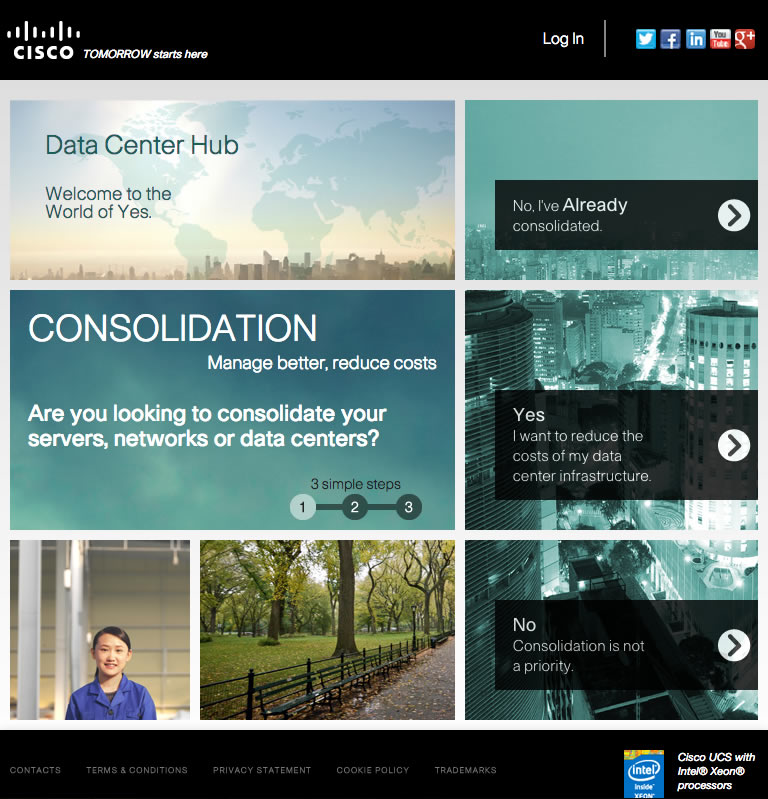 CISCO TOMORROW starts here
Log In
You
Tube
g+
Data Center Hub
Welcome to the
World of Yes.
No, I've Already
consolidated.
CONSOLIDATION
Manage better, reduce costs
Are you looking to consolidate your
servers, networks or data centers?
3 simple steps
1 2 3
Yes
I want to reduce the
costs of my data
center infrastructure.
No
Consolidation is not
a priority.
CONTACTS TERMS & CONDITIONS PRIVACY STATEMENT COOKIE POLICY TRADEMARKS
intel®
inside™
XEON®
Cisco UCS with
Intel® Xeon®
processors